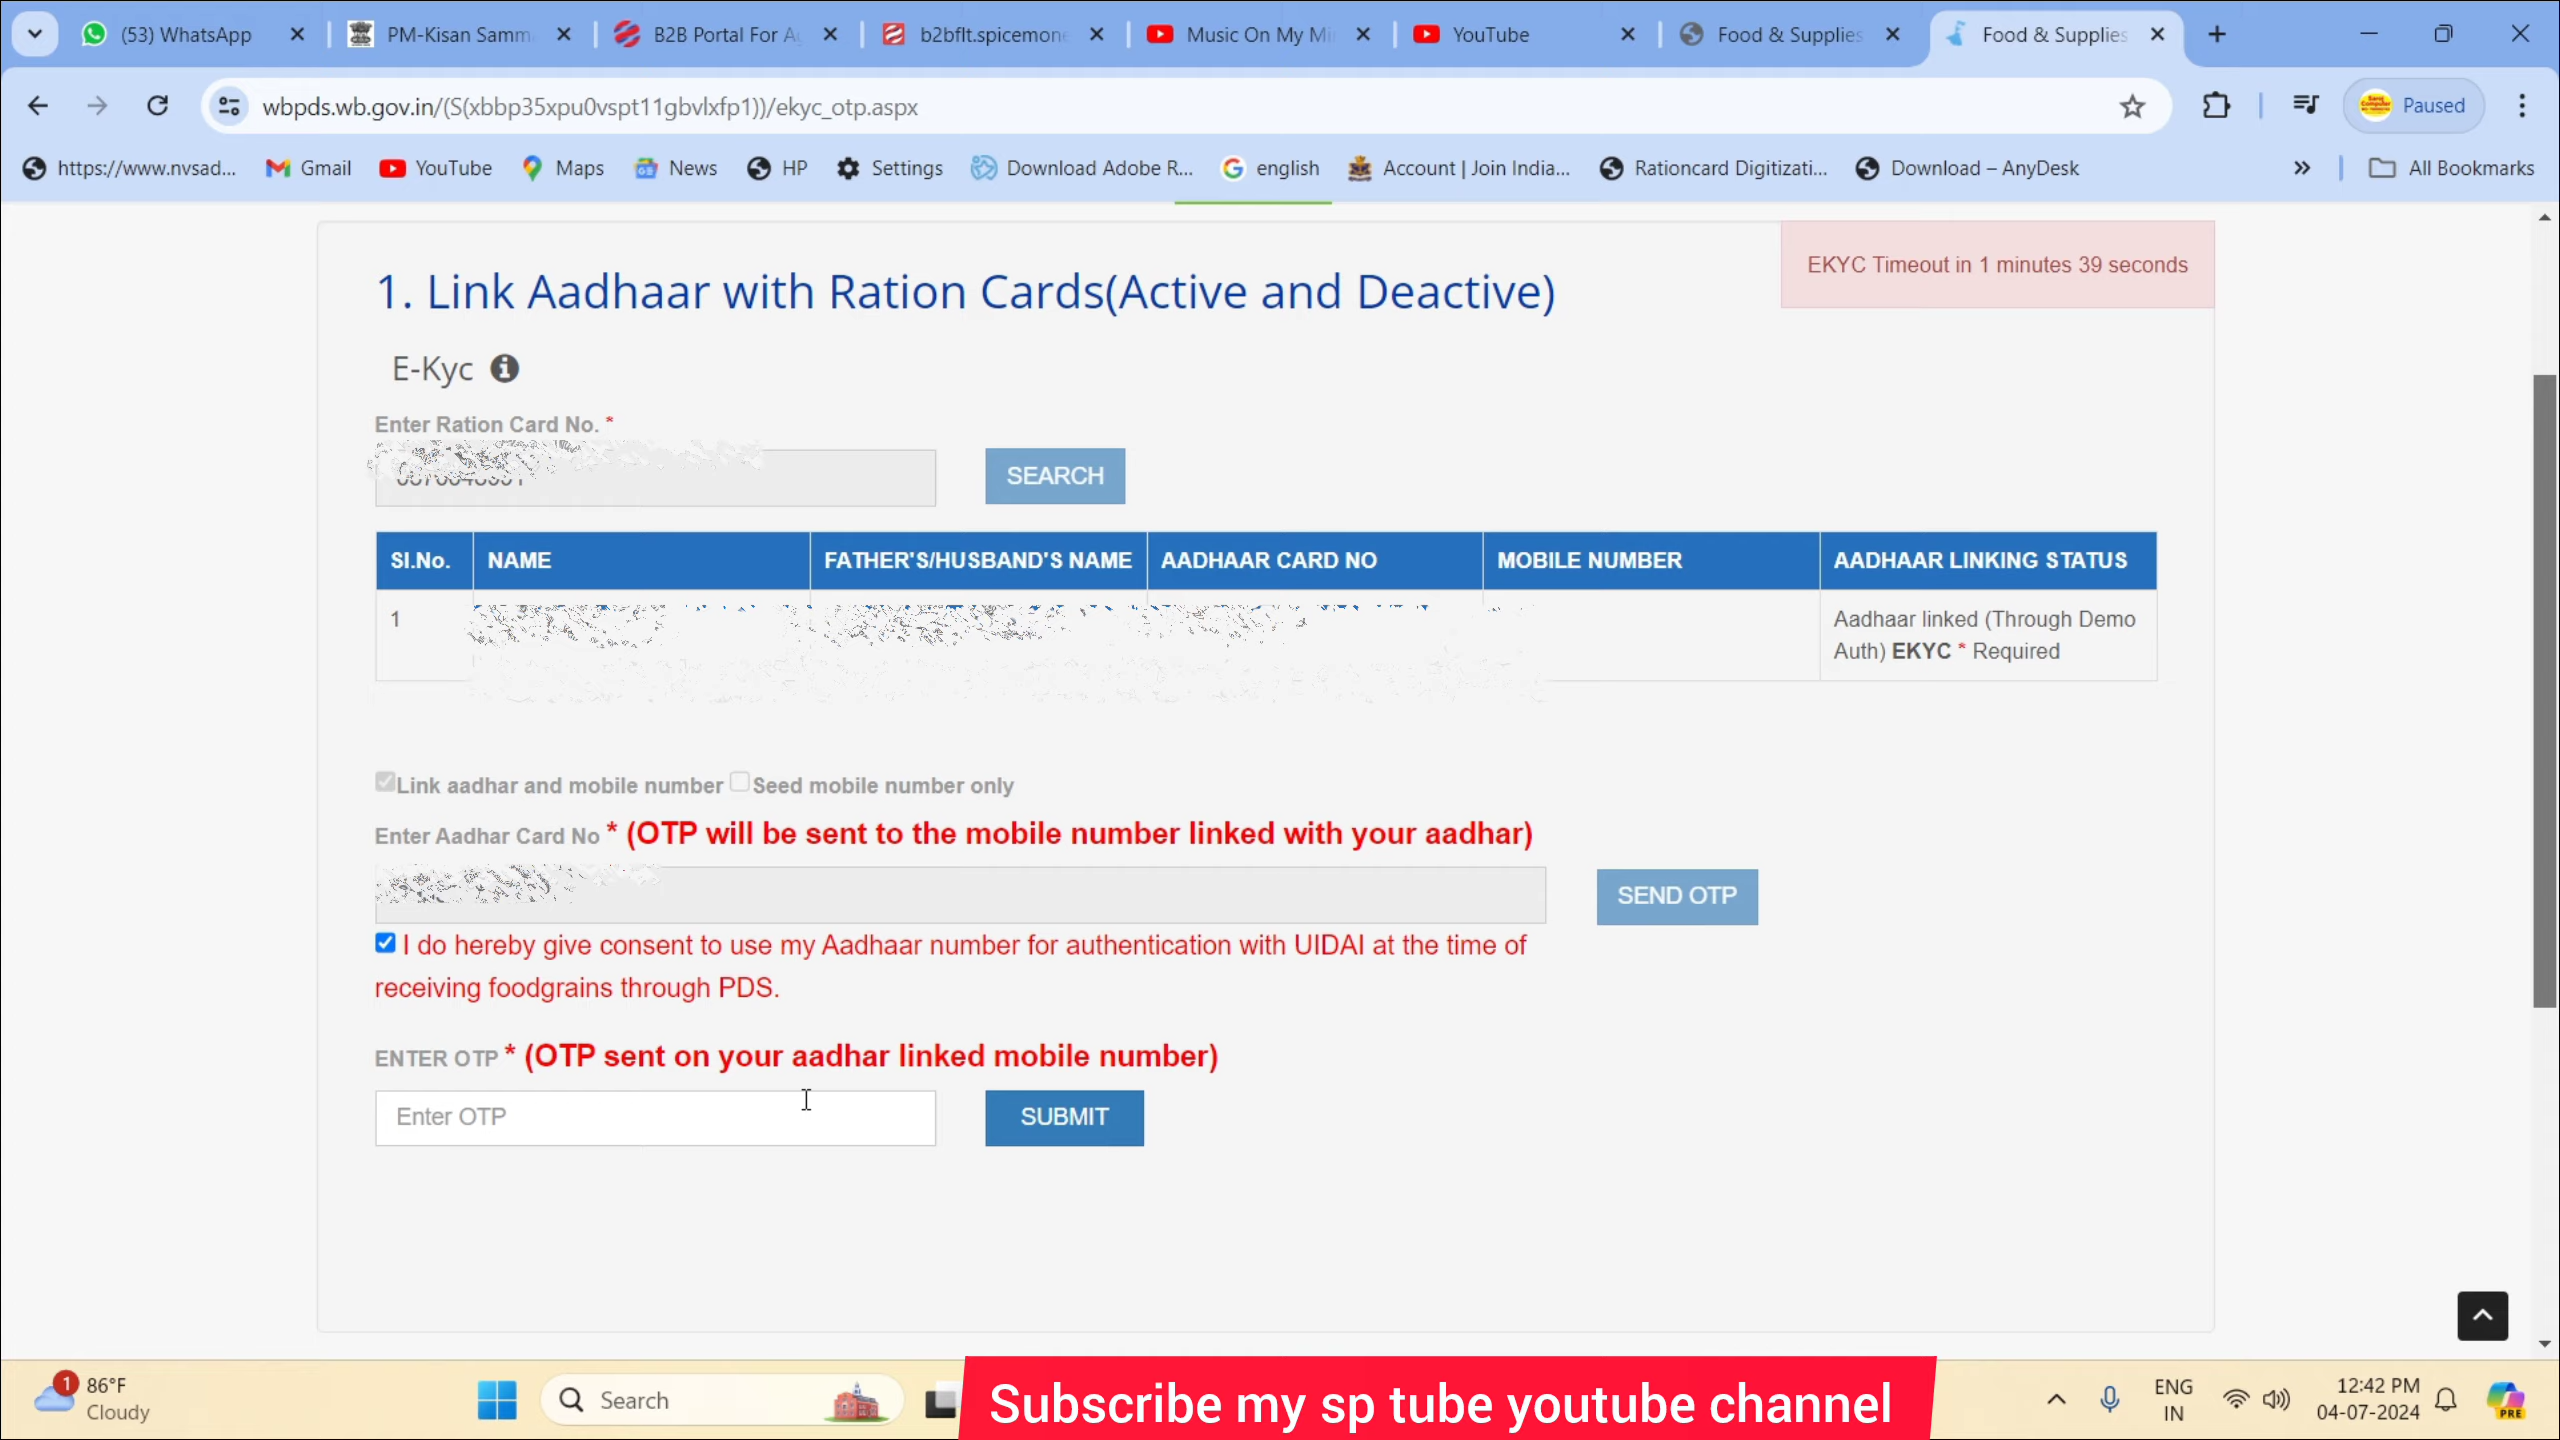 (53) WhatsApp
PM-Kisan Samm
B2B Portal For Ag
b2bflt.spicemone
Music On My Mi
YouTube
Food & Supplies
Food & Supplies
wbpds.wb.gov.in/(S(xbbp35xpu0vspt11gbvlxfp1))/ekyc_otp.aspx
Paused
https://www.nvsad...
Gmail
YouTube
Maps
News
HP
Settings
Download Adobe R...
english
Account | Join India...
Rationcard Digitizati...
Download – AnyDesk
All Bookmarks
EKYC Timeout in 1 minutes 39 seconds
1. Link Aadhaar with Ration Cards(Active and Deactive)
E-Kyc
Enter Ration Card No. *
SEARCH
Sl.No. NAME FATHER'S/HUSBAND'S NAME AADHAAR CARD NO MOBILE NUMBER AADHAAR LINKING STATUS
1
Aadhaar linked (Through Demo
Auth) EKYC * Required
Link aadhar and mobile number Seed mobile number only
Enter Aadhar Card No * (OTP will be sent to the mobile number linked with your aadhar)
SEND OTP
I do hereby give consent to use my Aadhaar number for authentication with UIDAI at the time of
receiving foodgrains through PDS.
ENTER OTP * (OTP sent on your aadhar linked mobile number)
Enter OTP
SUBMIT
1
86°F
Cloudy
Search
Subscribe my sp tube youtube channel
ENG
IN
12:42 PM
04-07-2024
PRE